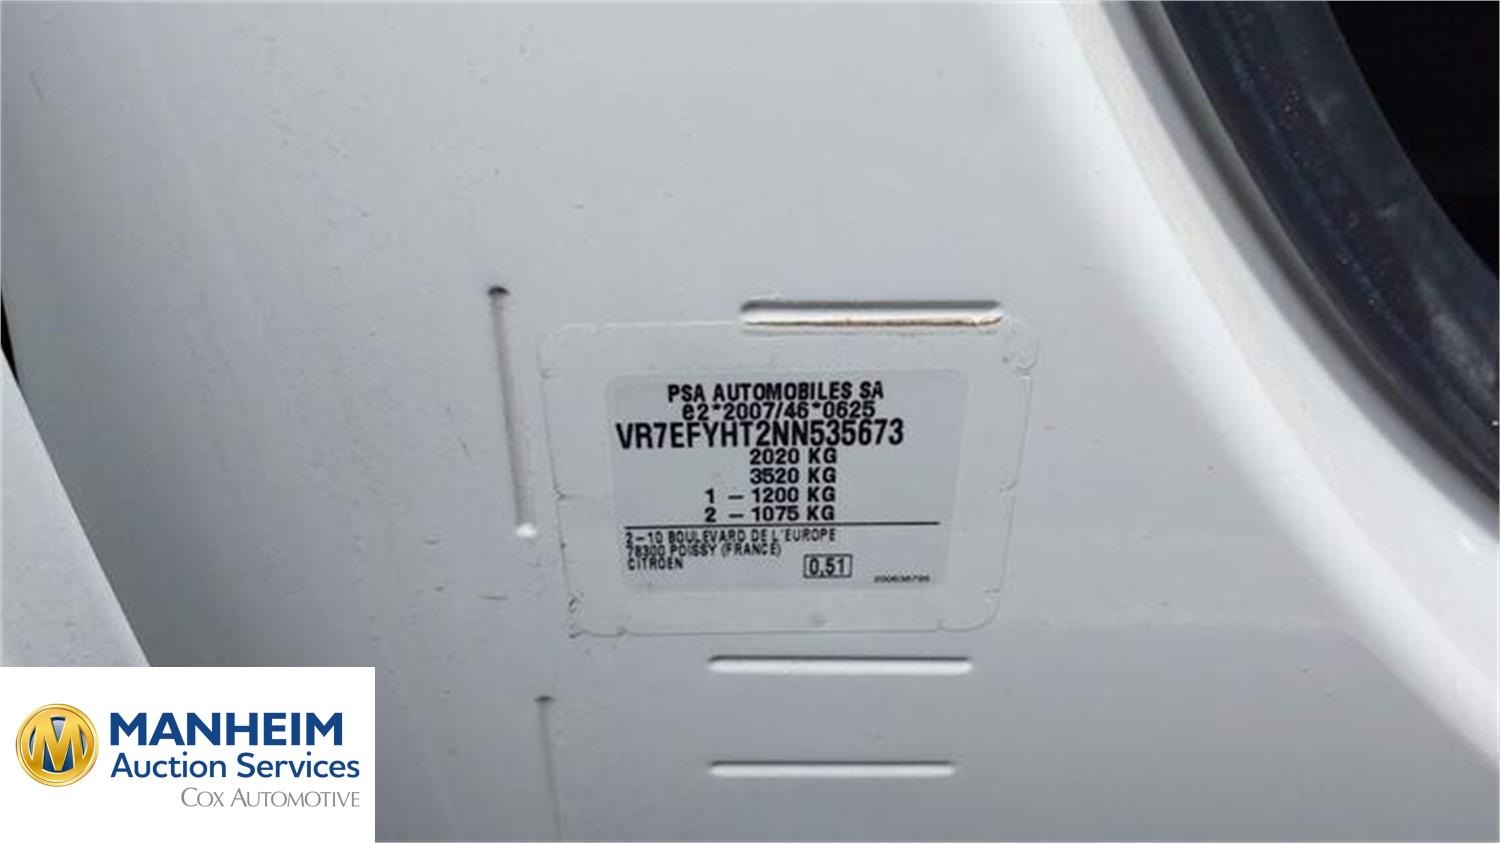 PSA AUTOMOBILES SA
e2*2007/46*0625
VR7EFYHT2NN535673
2020 KG
3520 KG
1 - 1200 KG
2 - 1075 KG
2-10 BOULEVARD DE L'EUROPE
78300 POISSY (FRANCE)
CITROEN
0,51
MANHEIM
Auction Services
COX AUTOMOTIVE